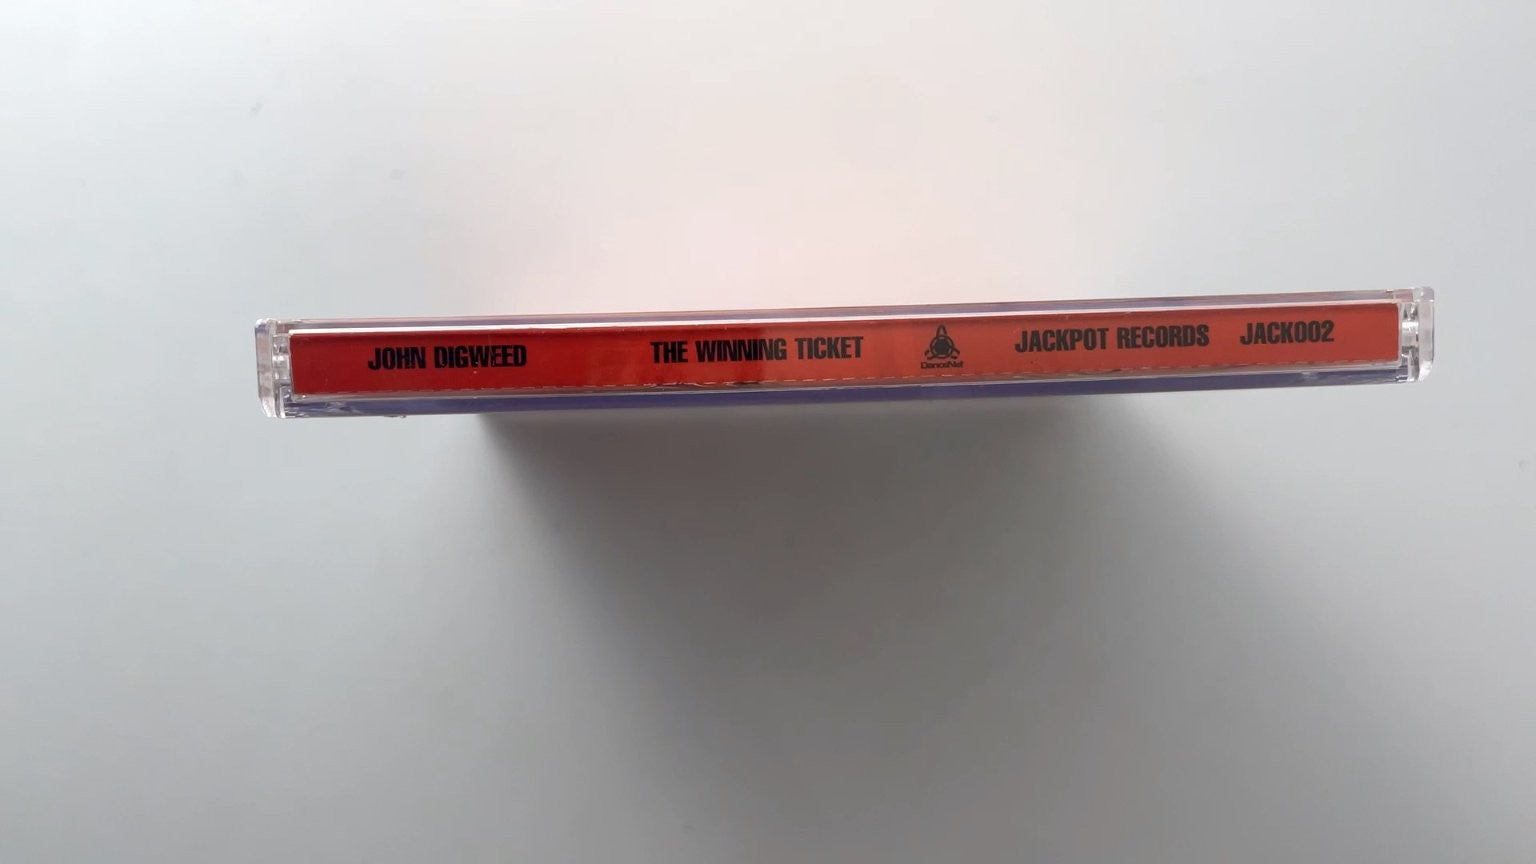 JOHN DIGWEED THE WINNING TICKET DanceNet JACKPOT RECORDS JACK002